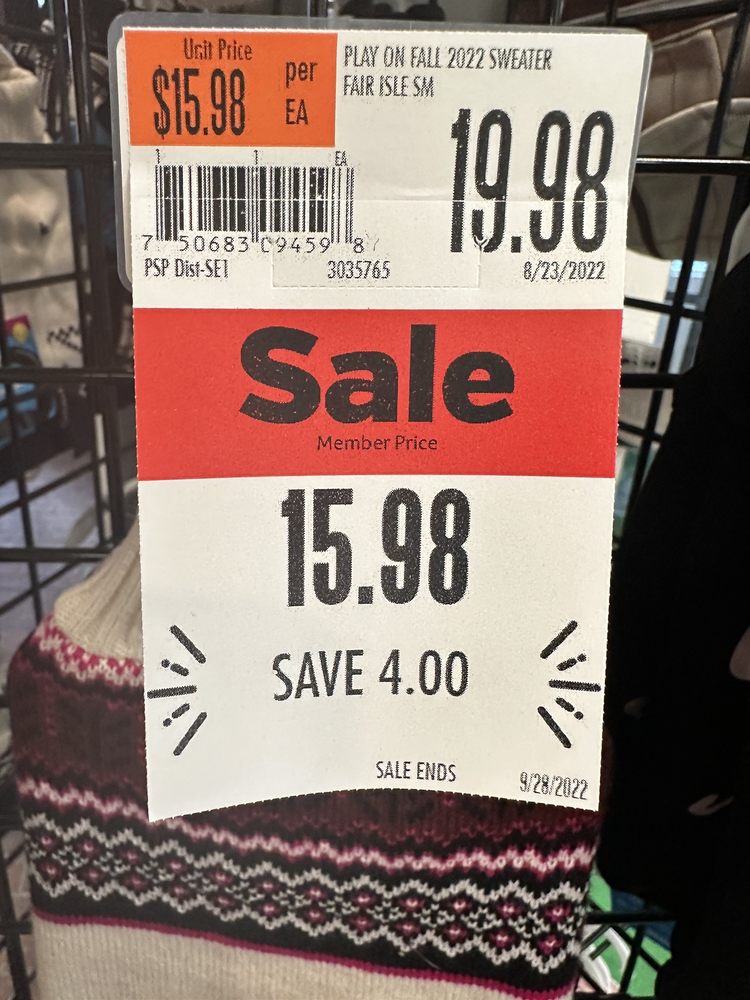 Unit Price
$15.98
per
EA
PLAY ON FALL 2022 SWEATER
FAIR ISLE SM
19.98
1 1 EA
7 50683 09459 8
PSP Dist-SE1
3035765
8/23/2022
Sale
Member Price
15.98
SAVE 4.00
SALE ENDS
9/28/2022